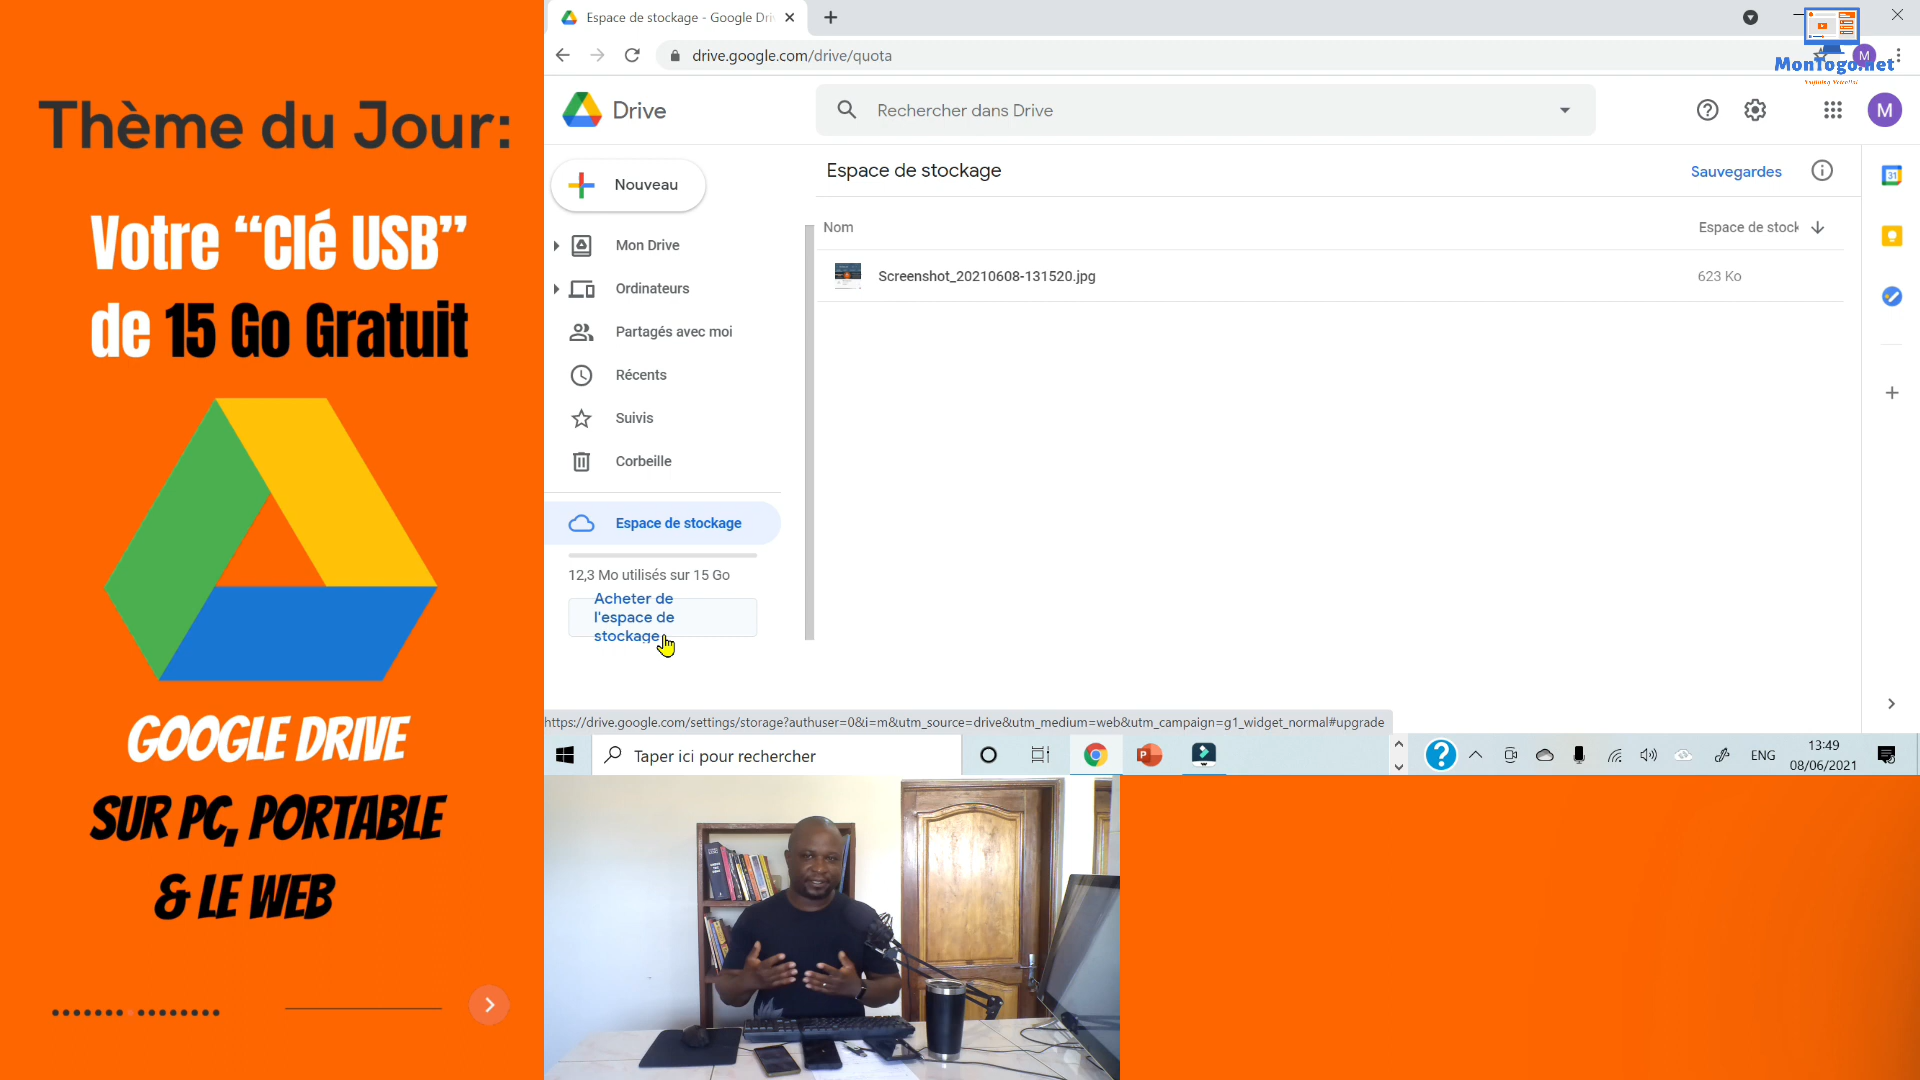 Thème du Jour:
Votre “Clé USB”
de 15 Go Gratuit
GOOGLE DRIVE
SUR PC, PORTABLE
& LE WEB
Espace de stockage - Google Dri
drive.google.com/drive/quota
MonTogo.net
M
Drive
Rechercher dans Drive
M
Nouveau
Espace de stockage
Sauvegardes
31
Mon Drive
Ordinateurs
Partagés avec moi
Récents
Suivis
Corbeille
Espace de stockage
12,3 Mo utilisés sur 15 Go
Acheter de
l'espace de
stockage
Nom
Espace de stock
Screenshot_20210608-131520.jpg
623 Ko
https://drive.google.com/settings/storage?authuser=0&i=m&utm_source=drive&utm_medium=web&utm_campaign=g1_widget_normal#upgrade
Taper ici pour rechercher
ENG
13:49
08/06/2021